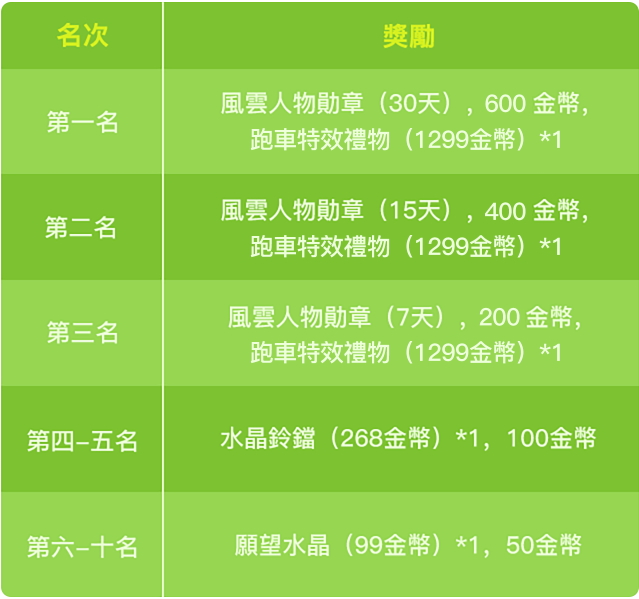 名次
獎勵
第一名
風雲人物勛章（30天），600 金幣，
跑車特效禮物（1299金幣）*1
第二名
風雲人物勛章（15天），400 金幣，
跑車特效禮物（1299金幣）*1
第三名
風雲人物勛章（7天），200 金幣，
跑車特效禮物（1299金幣）*1
第四–五名
水晶鈴鐺（268金幣）*1，100金幣
第六–十名
願望水晶（99金幣）*1，50金幣